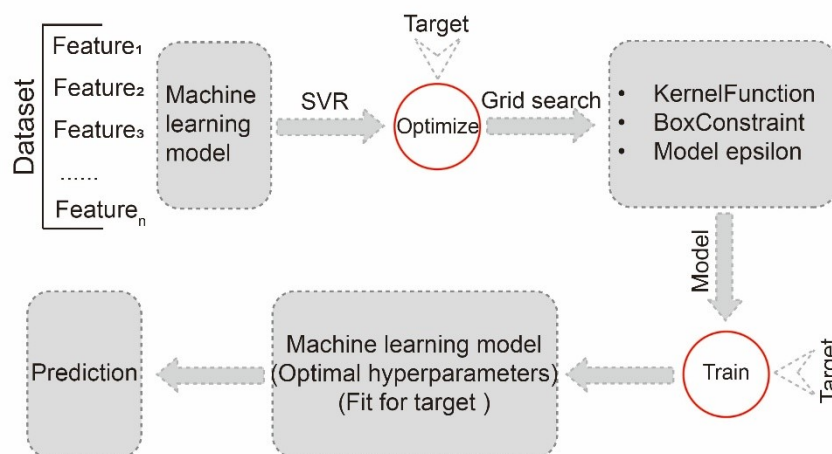 Dataset
Feature₁
Feature₂
Feature₃
......
Featureₙ
Machine
learning
model
SVR
Target
Optimize
Grid search
• KernelFunction
• BoxConstraint
• Model epsilon
Model
Train
Target
Machine learning model
(Optimal hyperparameters)
(Fit for target )
Prediction